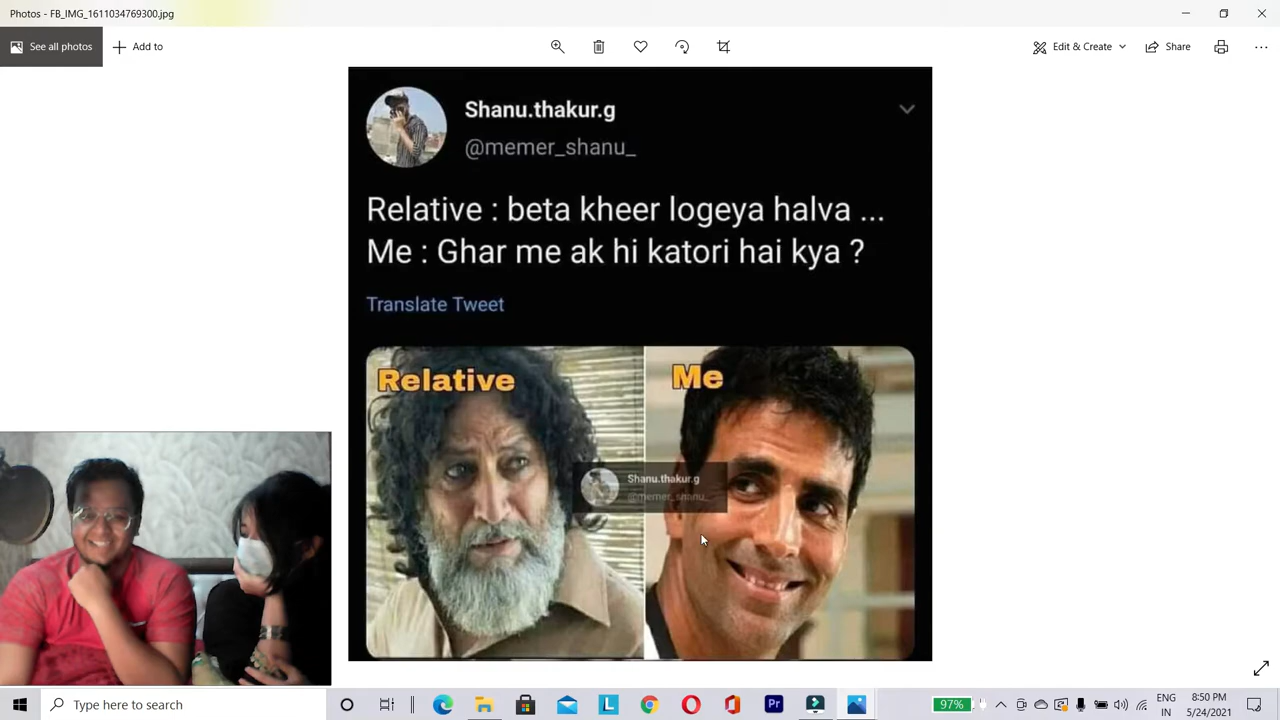 Photos - FB_IMG_1611034769300.jpg
See all photos
Add to
Edit & Create
Share
Shanu.thakur.g
@memer_shanu_
Relative : beta kheer logeya halva ...
Me : Ghar me ak hi katori hai kya ?
Translate Tweet
Relative
Me
Shanu.thakur.g
@memer_shanu_
Type here to search
L
Pr
97%
ENG
IN
8:50 PM
5/24/2021